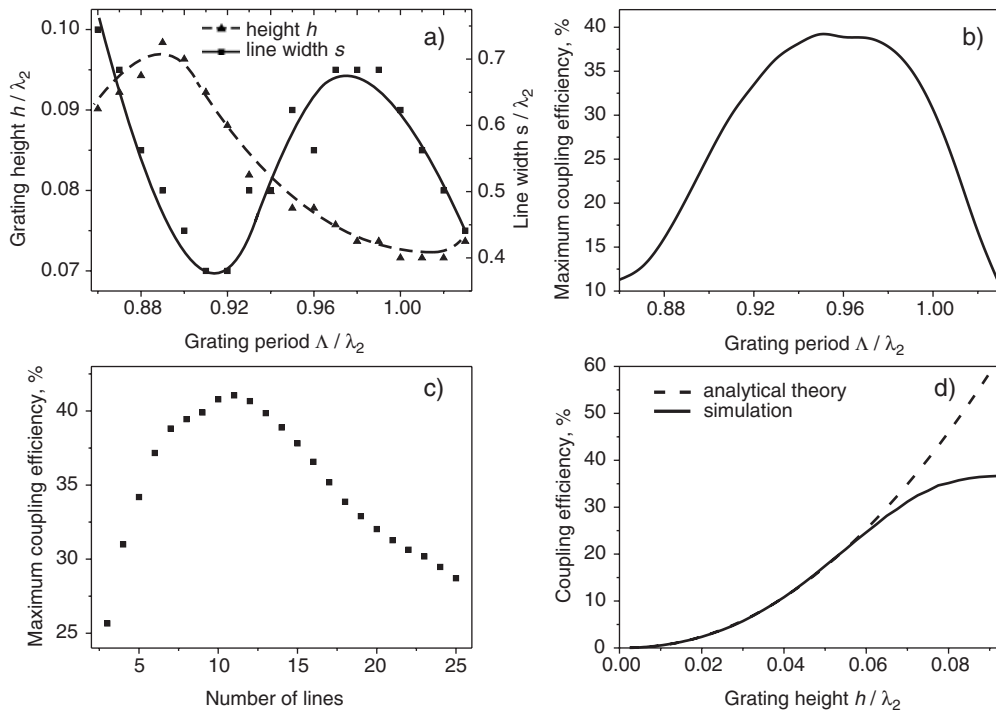 a)
height h
line width s
Grating height h / λ₂
0.10
0.09
0.08
0.07
0.7
0.6
0.5
0.4
Line width s / λ₂
0.88 0.92 0.96 1.00
Grating period Λ / λ₂
b)
Maximum coupling efficiency, %
40
35
30
25
20
15
10
0.88 0.92 0.96 1.00
Grating period Λ / λ₂
c)
Maximum coupling efficiency, %
40
35
30
25
5 10 15 20 25
Number of lines
d)
analytical theory
simulation
Coupling efficiency, %
60
50
40
30
20
10
0
0.00 0.02 0.04 0.06 0.08
Grating height h / λ₂